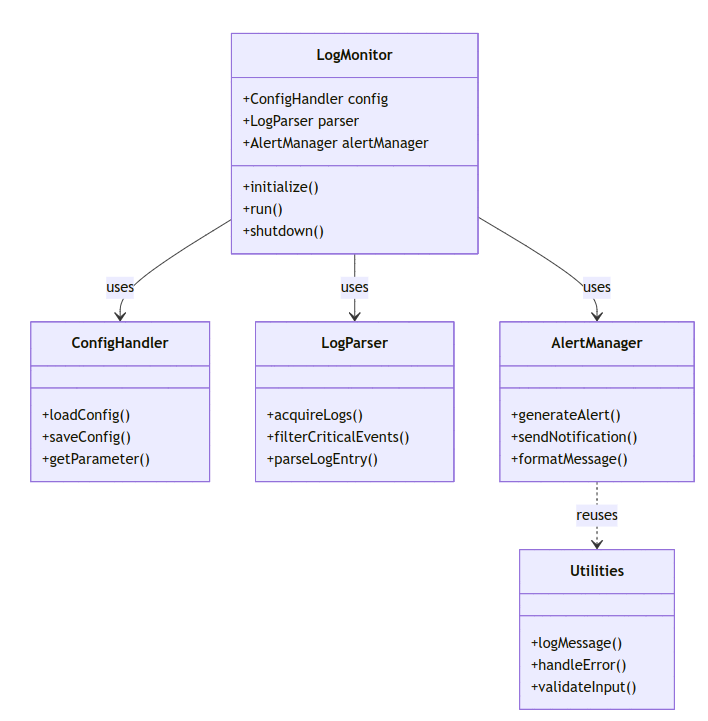 LogMonitor
+ConfigHandler config
+LogParser parser
+AlertManager alertManager
+initialize()
+run()
+shutdown()
uses
uses
uses
ConfigHandler
+loadConfig()
+saveConfig()
+getParameter()
LogParser
+acquireLogs()
+filterCriticalEvents()
+parseLogEntry()
AlertManager
+generateAlert()
+sendNotification()
+formatMessage()
reuses
Utilities
+logMessage()
+handleError()
+validateInput()